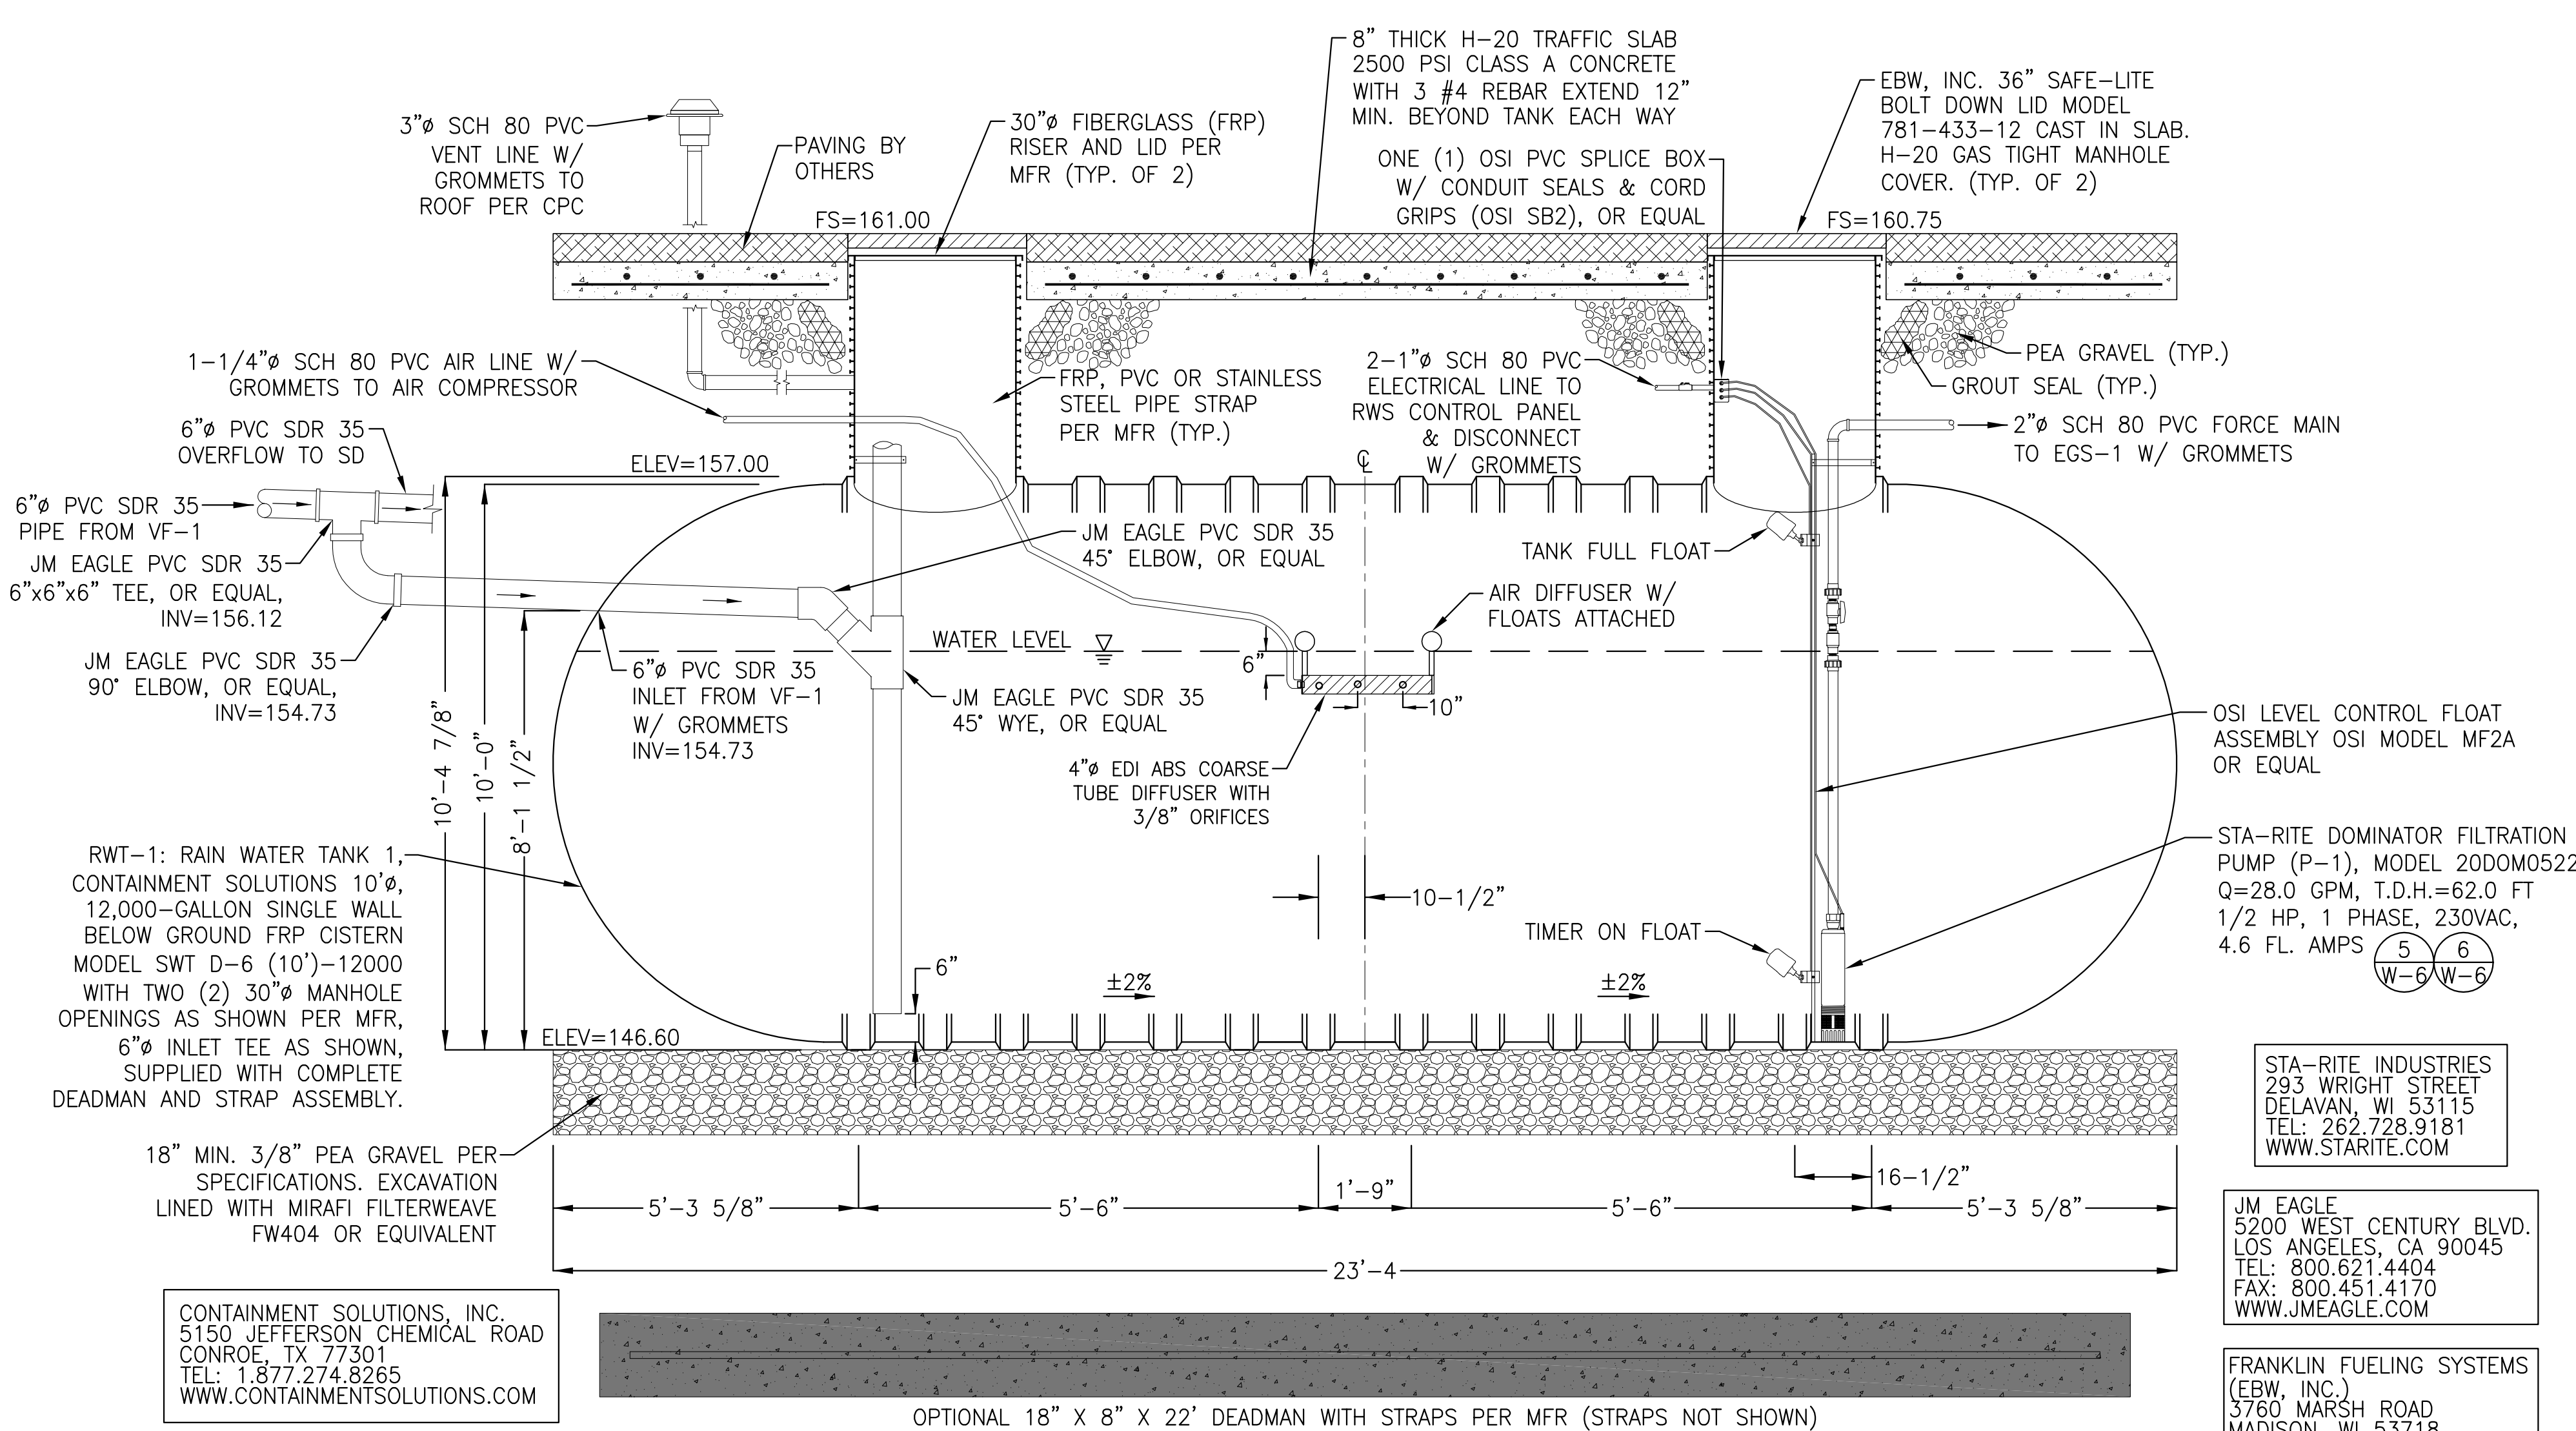 8” THICK H-20 TRAFFIC SLAB
2500 PSI CLASS A CONCRETE
WITH 3 #4 REBAR EXTEND 12”
MIN. BEYOND TANK EACH WAY
EBW, INC. 36” SAFE-LITE
BOLT DOWN LID MODEL
781-433-12 CAST IN SLAB.
H-20 GAS TIGHT MANHOLE
COVER. (TYP. OF 2)
3”ø SCH 80 PVC
VENT LINE W/
GROMMETS TO
ROOF PER CPC
PAVING BY
OTHERS
30”ø FIBERGLASS (FRP)
RISER AND LID PER
MFR (TYP. OF 2)
ONE (1) OSI PVC SPLICE BOX
W/ CONDUIT SEALS & CORD
GRIPS (OSI SB2), OR EQUAL
FS=161.00
FS=160.75
1-1/4”ø SCH 80 PVC AIR LINE W/
GROMMETS TO AIR COMPRESSOR
FRP, PVC OR STAINLESS
STEEL PIPE STRAP
PER MFR (TYP.)
2-1”ø SCH 80 PVC
ELECTRICAL LINE TO
RWS CONTROL PANEL
& DISCONNECT
W/ GROMMETS
PEA GRAVEL (TYP.)
GROUT SEAL (TYP.)
2”ø SCH 80 PVC FORCE MAIN
TO EGS-1 W/ GROMMETS
6”ø PVC SDR 35
OVERFLOW TO SD
ELEV=157.00
℄
6”ø PVC SDR 35
PIPE FROM VF-1
JM EAGLE PVC SDR 35
6”x6”x6” TEE, OR EQUAL,
INV=156.12
JM EAGLE PVC SDR 35
90° ELBOW, OR EQUAL,
INV=154.73
JM EAGLE PVC SDR 35
45° ELBOW, OR EQUAL
TANK FULL FLOAT
AIR DIFFUSER W/
FLOATS ATTACHED
WATER LEVEL
6”
6”ø PVC SDR 35
INLET FROM VF-1
W/ GROMMETS
INV=154.73
JM EAGLE PVC SDR 35
45° WYE, OR EQUAL
10”
10’-4 7/8”
10’-0”
8’-1 1/2”
4”ø EDI ABS COARSE
TUBE DIFFUSER WITH
3/8” ORIFICES
OSI LEVEL CONTROL FLOAT
ASSEMBLY OSI MODEL MF2A
OR EQUAL
STA-RITE DOMINATOR FILTRATION
PUMP (P-1), MODEL 20DOM0522
Q=28.0 GPM, T.D.H.=62.0 FT
1/2 HP, 1 PHASE, 230VAC,
4.6 FL. AMPS
5
W-6
6
W-6
RWT-1: RAIN WATER TANK 1,
CONTAINMENT SOLUTIONS 10’ø,
12,000-GALLON SINGLE WALL
BELOW GROUND FRP CISTERN
MODEL SWT D-6 (10’)-12000
WITH TWO (2) 30”ø MANHOLE
OPENINGS AS SHOWN PER MFR,
6”ø INLET TEE AS SHOWN,
SUPPLIED WITH COMPLETE
DEADMAN AND STRAP ASSEMBLY.
10-1/2”
TIMER ON FLOAT
6”
±2%
±2%
ELEV=146.60
18” MIN. 3/8” PEA GRAVEL PER
SPECIFICATIONS. EXCAVATION
LINED WITH MIRAFI FILTERWEAVE
FW404 OR EQUIVALENT
16-1/2”
5’-3 5/8”
5’-6”
1’-9”
5’-6”
5’-3 5/8”
23’-4
STA-RITE INDUSTRIES
293 WRIGHT STREET
DELAVAN, WI 53115
TEL: 262.728.9181
WWW.STARITE.COM
JM EAGLE
5200 WEST CENTURY BLVD.
LOS ANGELES, CA 90045
TEL: 800.621.4404
FAX: 800.451.4170
WWW.JMEAGLE.COM
CONTAINMENT SOLUTIONS, INC.
5150 JEFFERSON CHEMICAL ROAD
CONROE, TX 77301
TEL: 1.877.274.8265
WWW.CONTAINMENTSOLUTIONS.COM
OPTIONAL 18” X 8” X 22’ DEADMAN WITH STRAPS PER MFR (STRAPS NOT SHOWN)
FRANKLIN FUELING SYSTEMS
(EBW, INC.)
3760 MARSH ROAD
MADISON, WI 53718